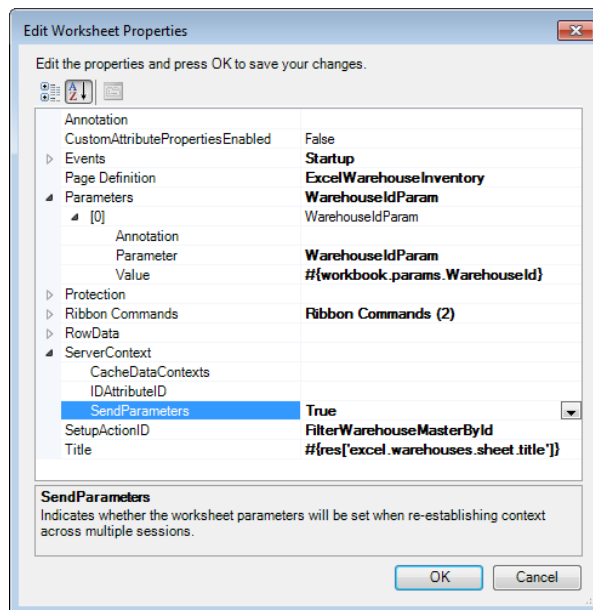 Edit Worksheet Properties
Edit the properties and press OK to save your changes.
Annotation
CustomAttributePropertiesEnabled False
Events Startup
Page Definition ExcelWarehouseInventory
Parameters WarehouseIdParam
[0] WarehouseIdParam
Annotation
Parameter WarehouseIdParam
Value #{workbook.params.WarehouseId}
Protection
Ribbon Commands Ribbon Commands (2)
RowData
ServerContext
CacheDataContexts
IDAttributeID
SendParameters True
SetupActionID FilterWarehouseMasterById
Title #{res['excel.warehouses.sheet.title']}
SendParameters
Indicates whether the worksheet parameters will be set when re-establishing context
across multiple sessions.
OK Cancel